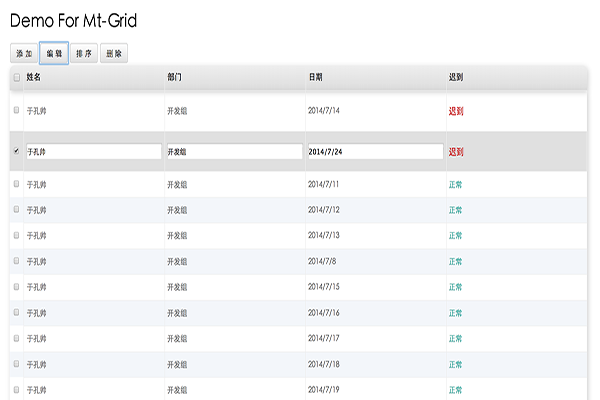 Demo For Mt-Grid
添 加 编 辑 排 序 删 除
姓名 部门 日期 迟到
于孔帅 开发组 2014/7/14 迟到
于孔帅 开发组 2014/7/24 迟到
于孔帅 开发组 2014/7/11 正常
于孔帅 开发组 2014/7/12 正常
于孔帅 开发组 2014/7/13 正常
于孔帅 开发组 2014/7/8 正常
于孔帅 开发组 2014/7/15 正常
于孔帅 开发组 2014/7/16 正常
于孔帅 开发组 2014/7/17 正常
于孔帅 开发组 2014/7/18 正常
于孔帅 开发组 2014/7/19 正常